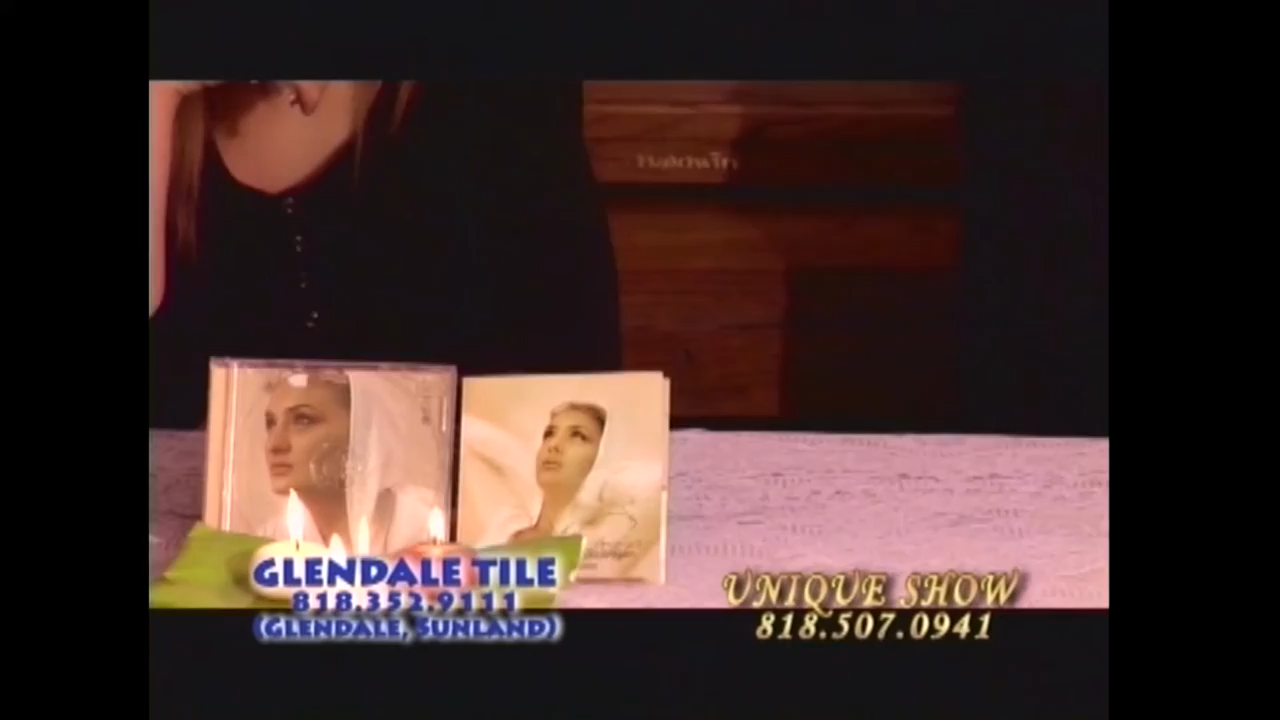 GLENDALE TILE
818.352.9111
(GLENDALE, SUNLAND)
UNIQUE SHOW
818.507.0941